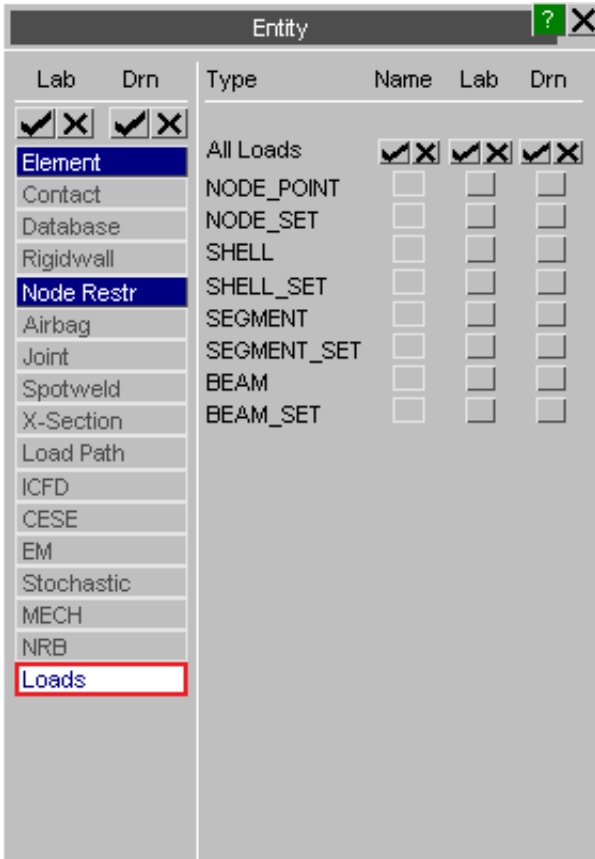 Entity ?
Lab Drn
Element
Contact
Database
Rigidwall
Node Restr
Airbag
Joint
Spotweld
X-Section
Load Path
ICFD
CESE
EM
Stochastic
MECH
NRB
Loads
Type Name Lab Drn
All Loads
NODE_POINT
NODE_SET
SHELL
SHELL_SET
SEGMENT
SEGMENT_SET
BEAM
BEAM_SET